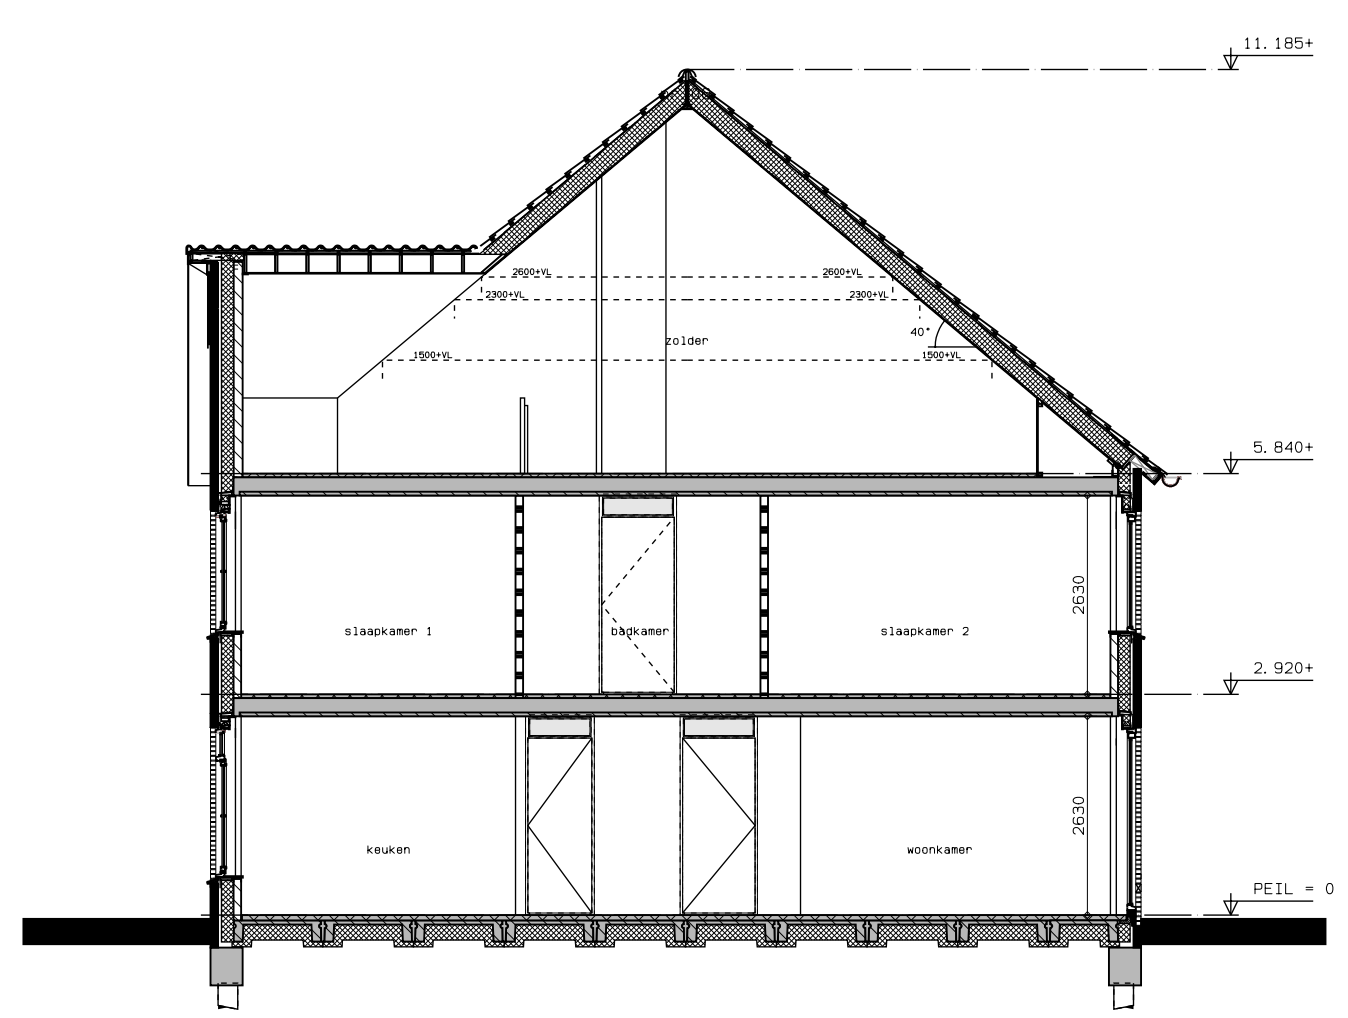 11.185+
2600+VL 2600+VL
2300+VL 2300+VL
40°
zolder
1500+VL 1500+VL
5.840+
2630
slaapkamer 1 badkamer slaapkamer 2
2.920+
2630
keuken woonkamer
PEIL = 0